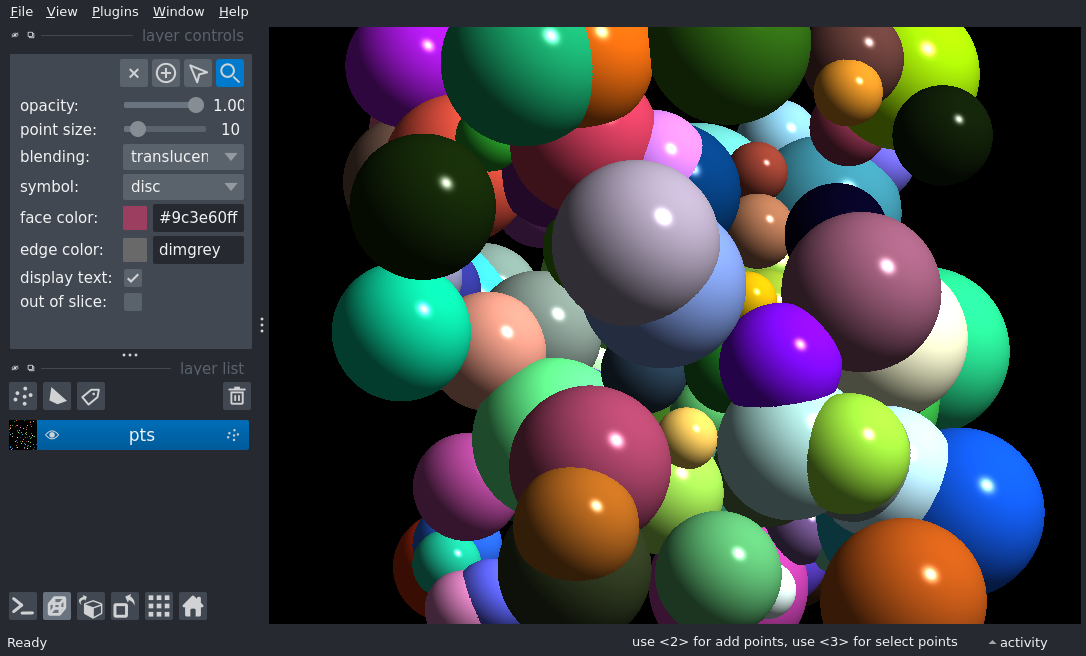 File View Plugins Window Help
layer controls
opacity: 1.00
point size: 10
blending: translucen
symbol: disc
face color: #9c3e60ff
edge color: dimgrey
display text:
out of slice:
layer list
pts
Ready
use <2> for add points, use <3> for select points
activity